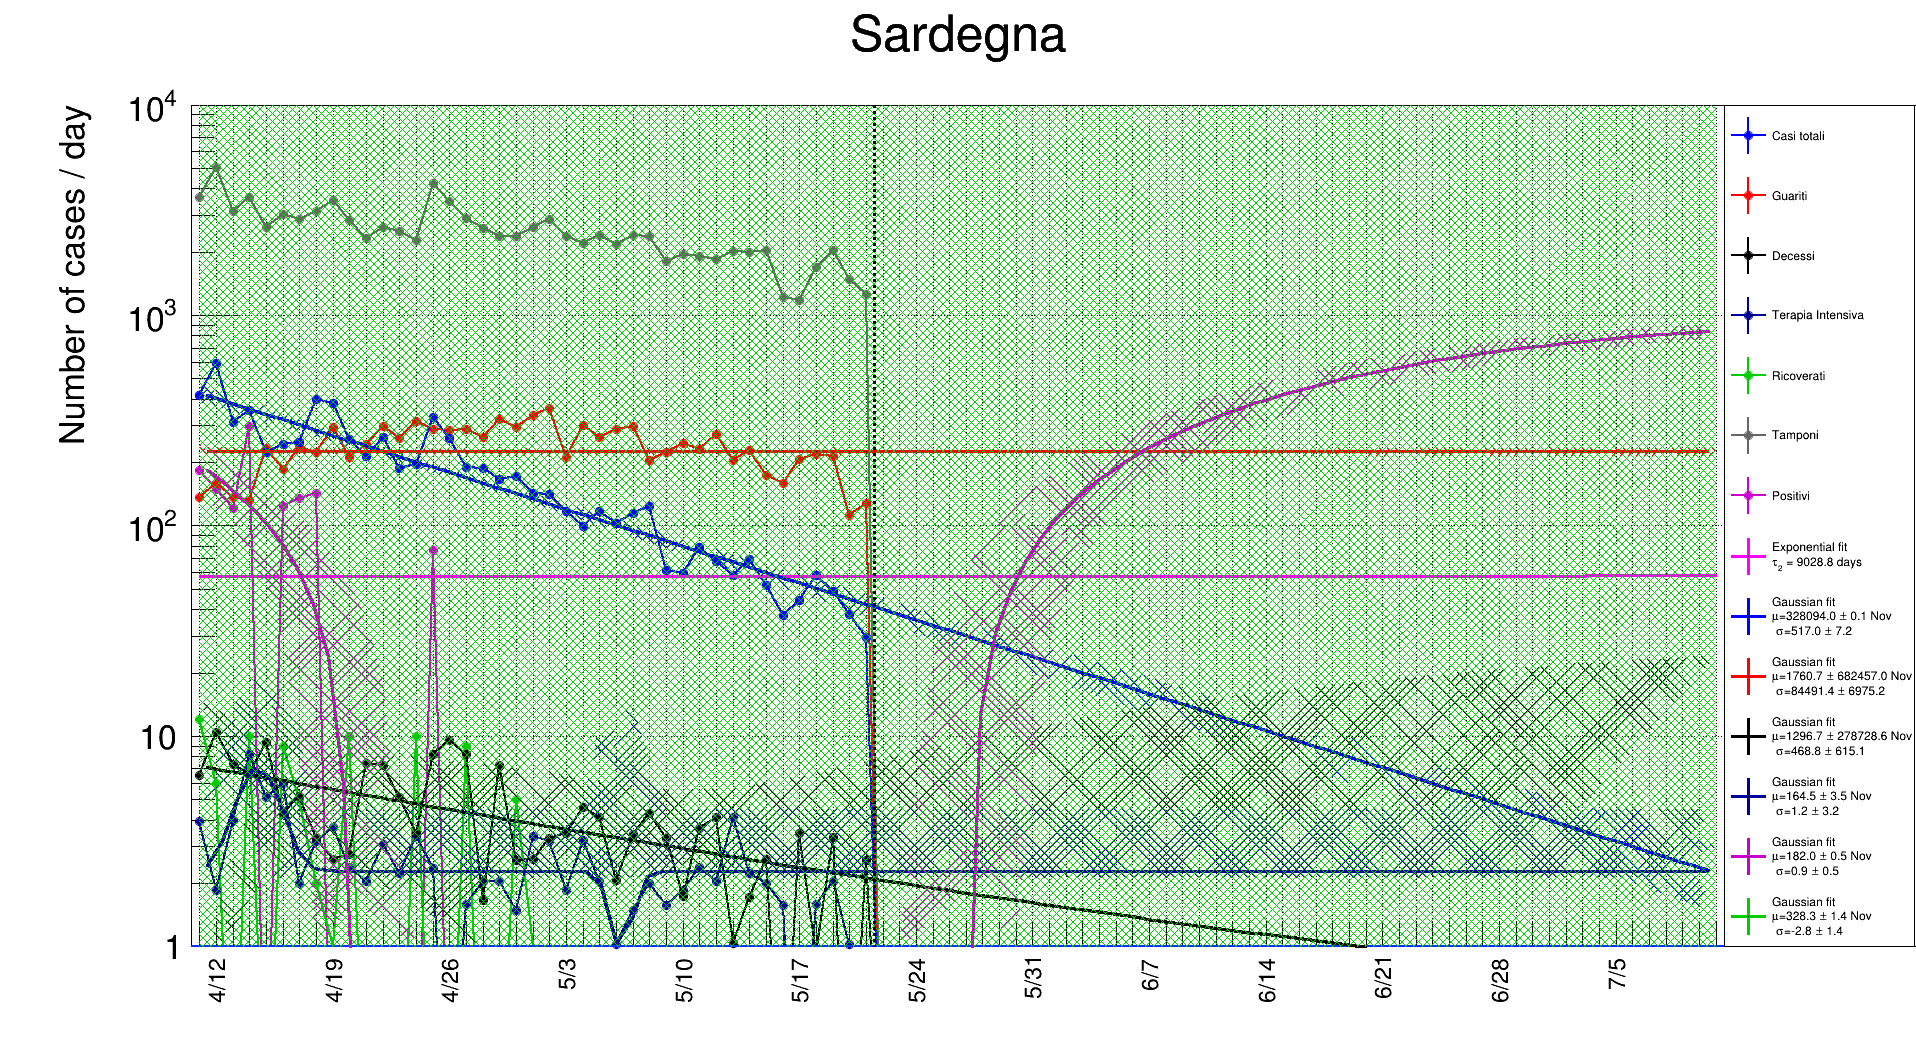 Sardegna
Number of cases / day
10^4
10^3
10^2
10
1
4/12
4/19
4/26
5/3
5/10
5/17
5/24
5/31
6/7
6/14
6/21
6/28
7/5
Casi totali
Guariti
Decessi
Terapia Intensiva
Ricoverati
Tamponi
Positivi
Exponential fit
τ₂ = 9028.8 days
Gaussian fit
μ=328094.0 ± 0.1 Nov
σ=517.0 ± 7.2
Gaussian fit
μ=1760.7 ± 682457.0 Nov
σ=84491.4 ± 6975.2
Gaussian fit
μ=1296.7 ± 278728.6 Nov
σ=468.8 ± 615.1
Gaussian fit
μ=164.5 ± 3.5 Nov
σ=1.2 ± 3.2
Gaussian fit
μ=182.0 ± 0.5 Nov
σ=0.9 ± 0.5
Gaussian fit
μ=328.3 ± 1.4 Nov
σ=-2.8 ± 1.4